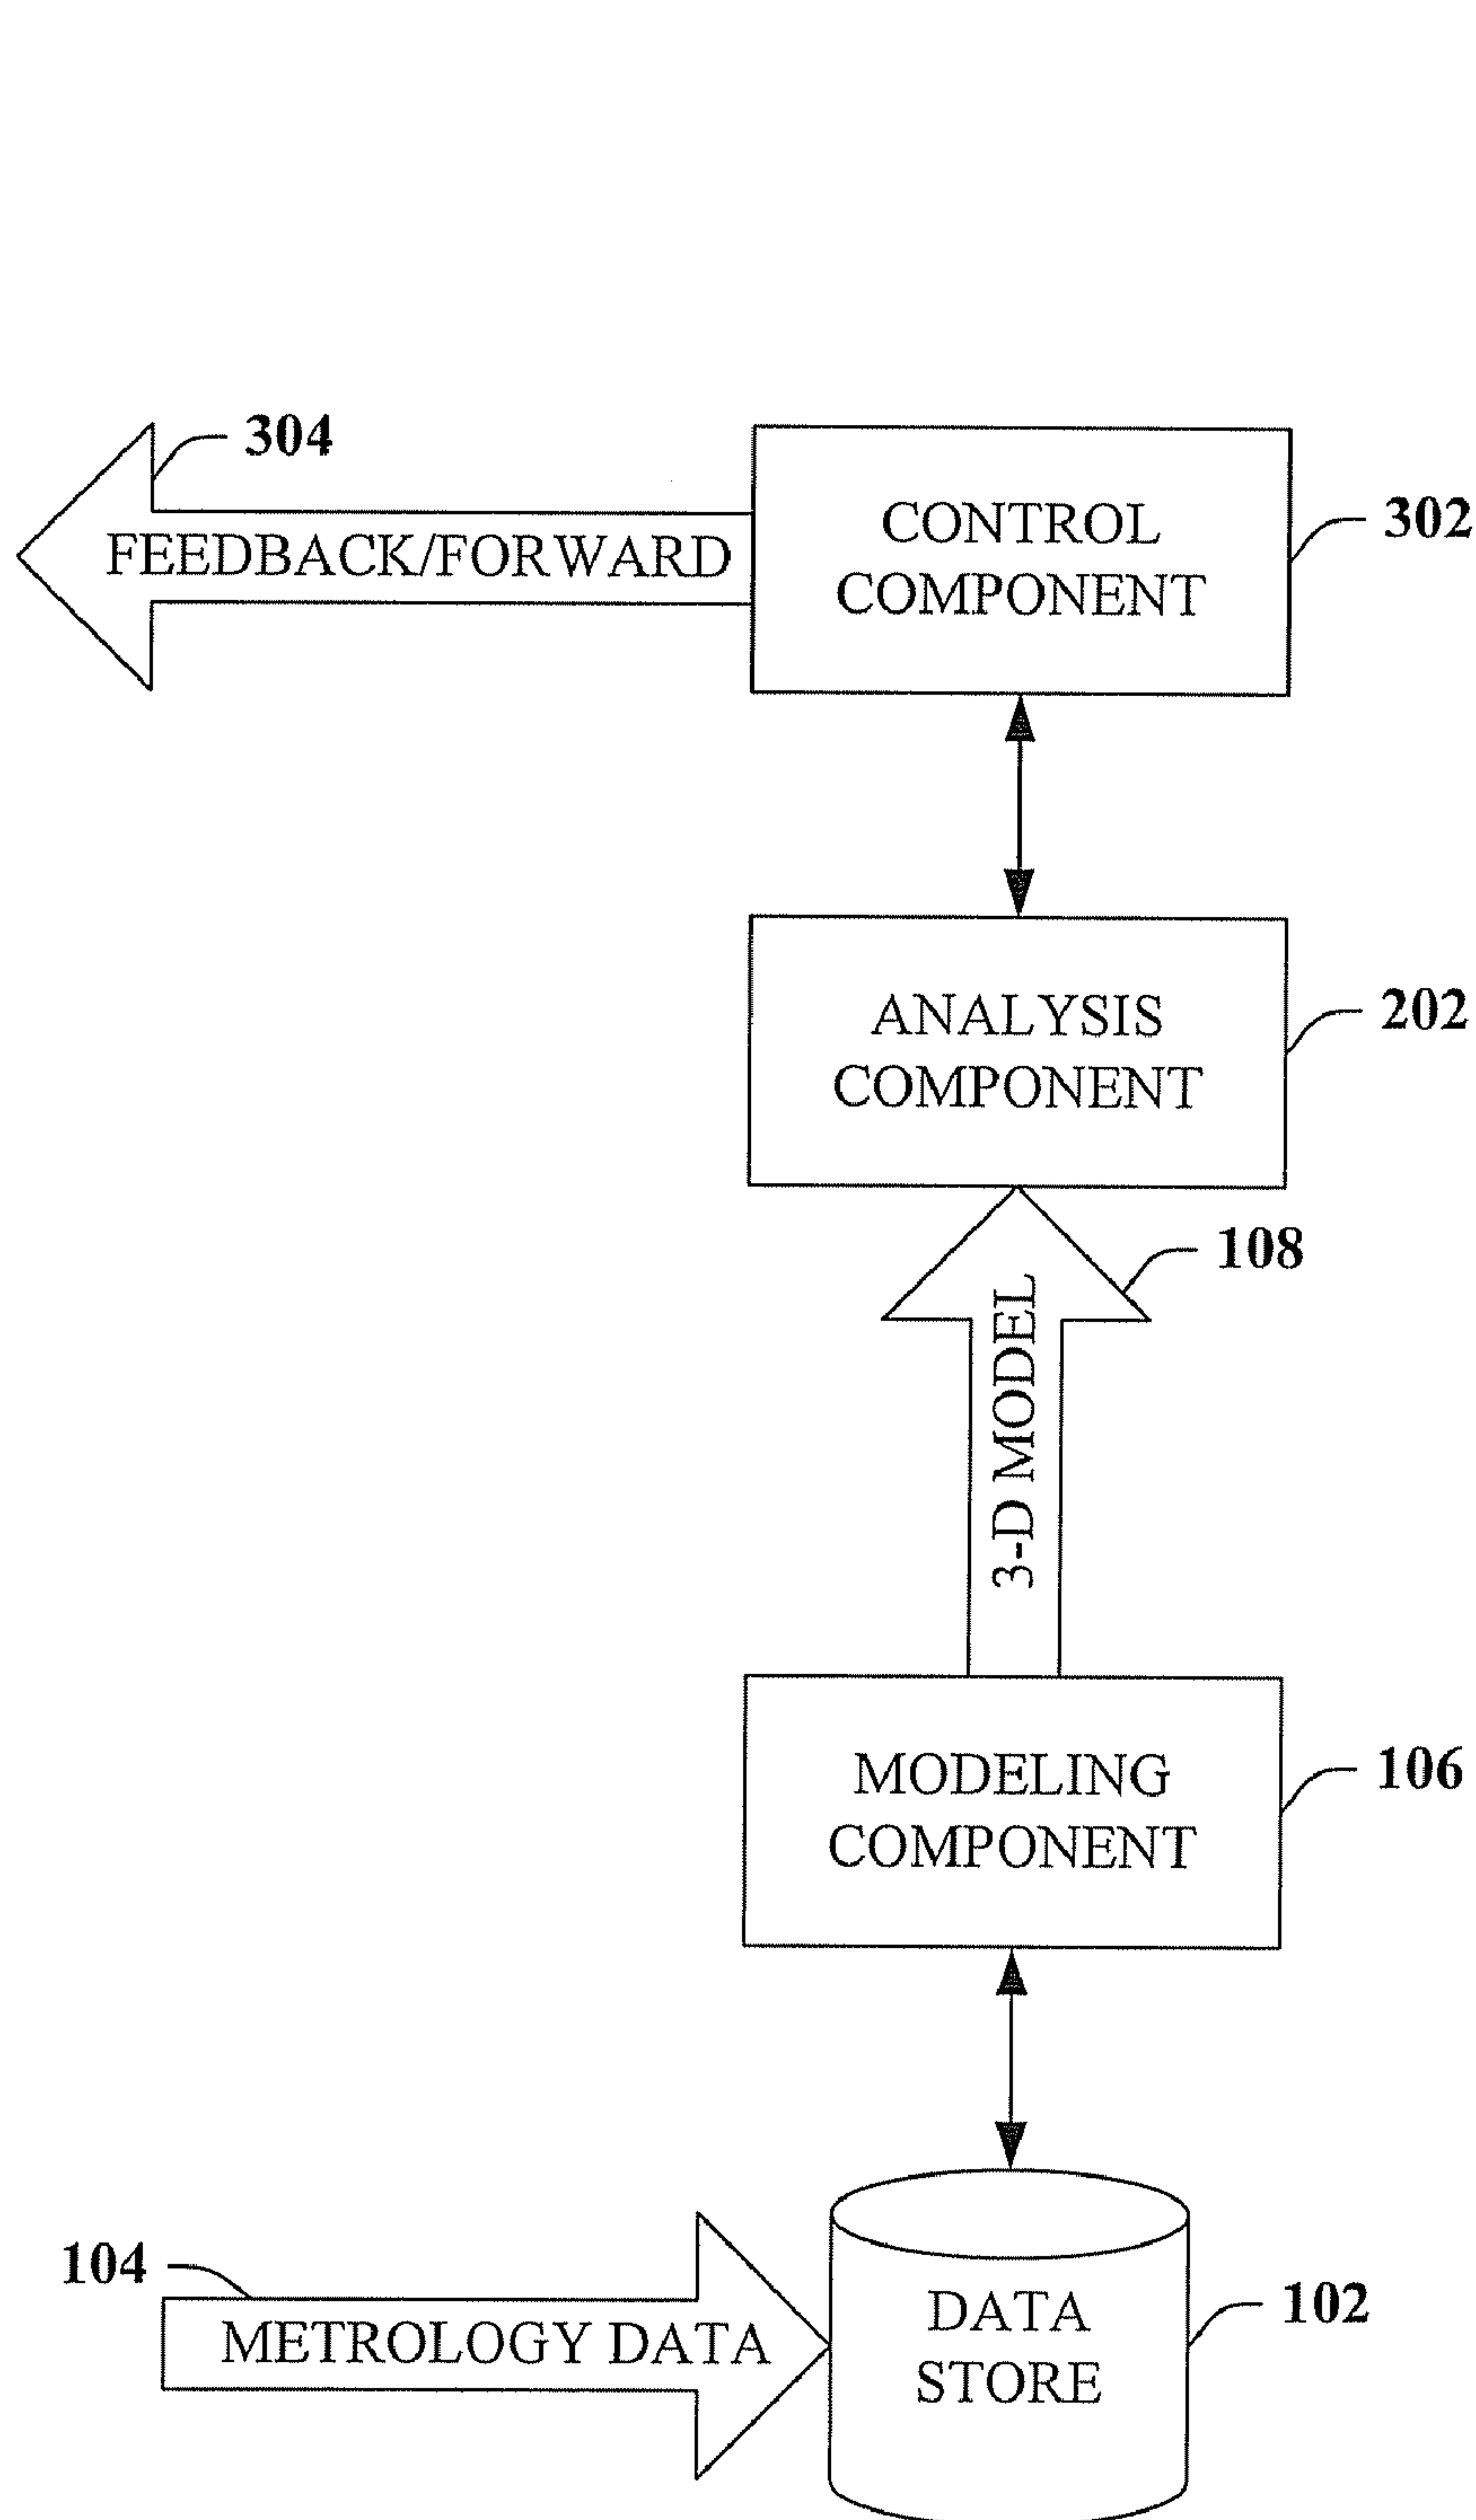 304
FEEDBACK/FORWARD
CONTROL
COMPONENT
302
ANALYSIS
COMPONENT
202
108
3-D MODEL
MODELING
COMPONENT
106
104
METROLOGY DATA
DATA
STORE
102